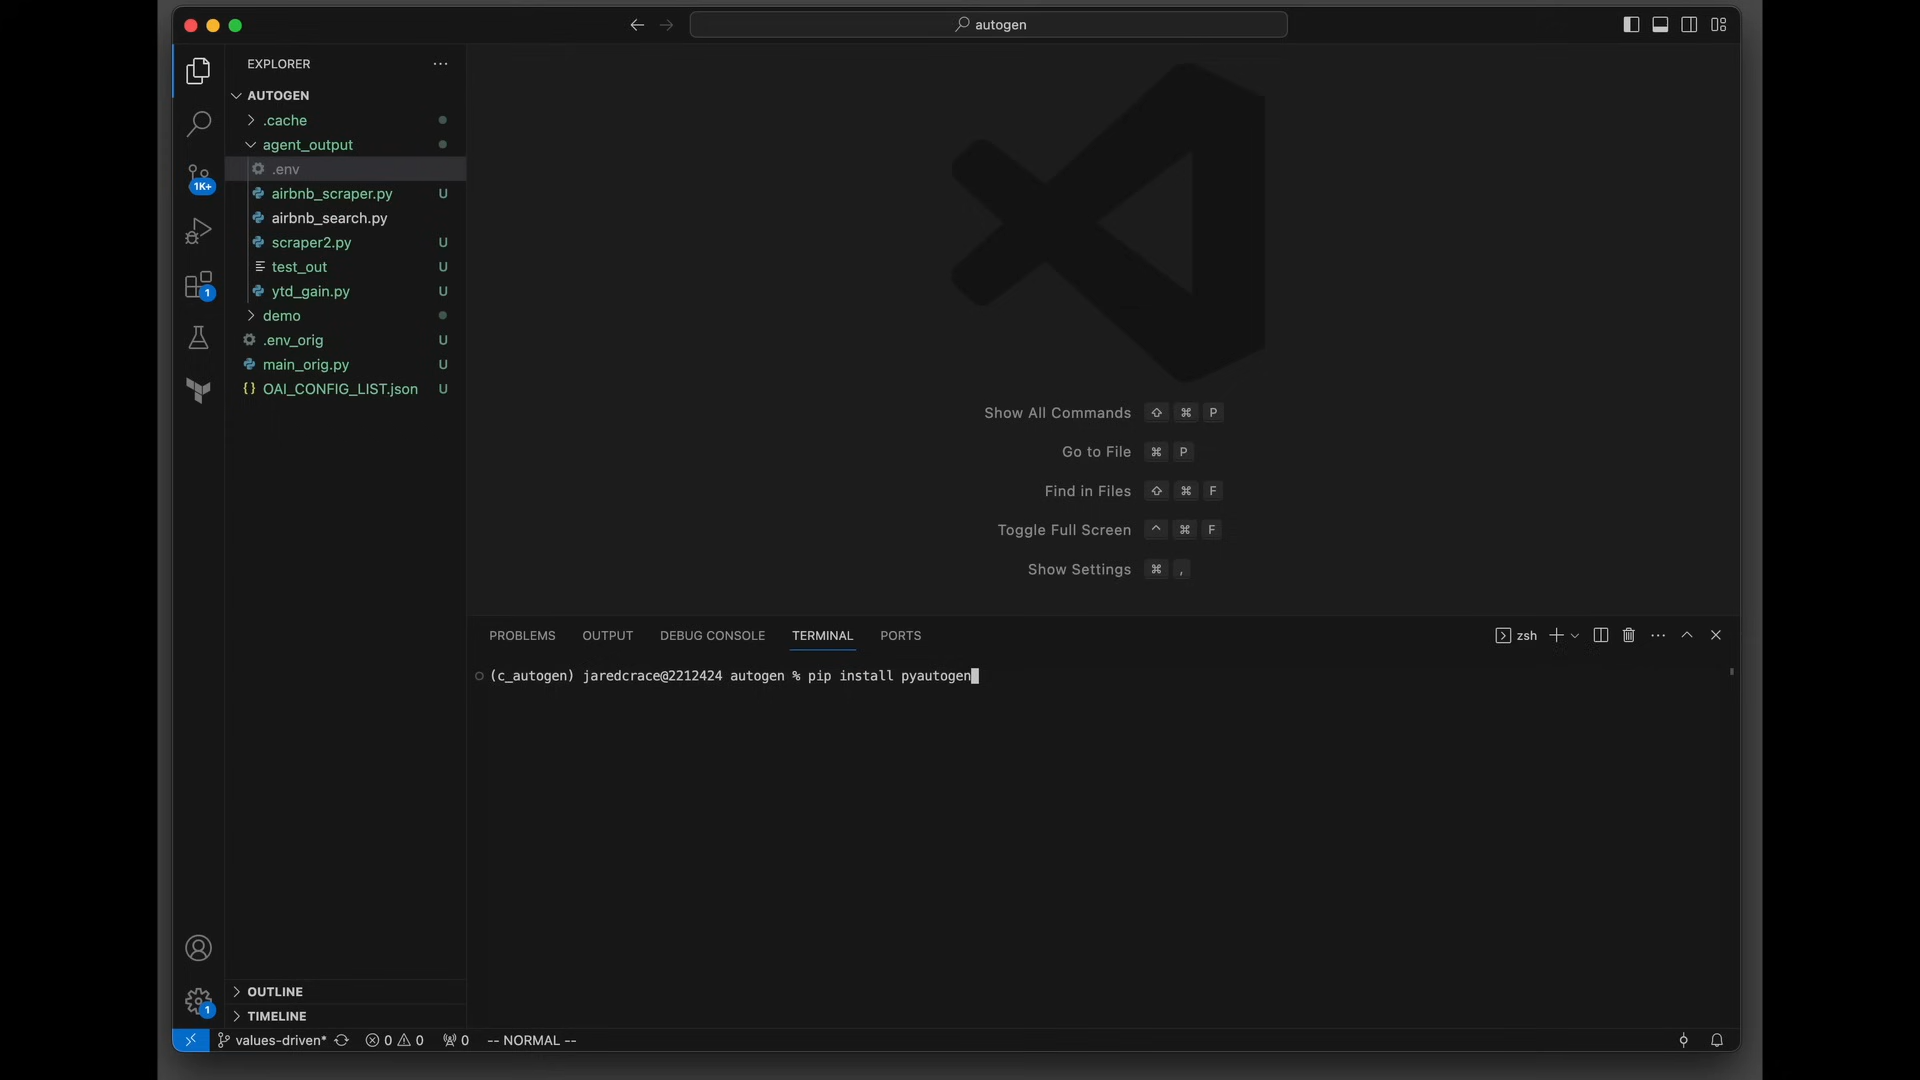 autogen
EXPLORER
AUTOGEN
.cache
agent_output
.env
airbnb_scraper.py U
airbnb_search.py
scraper2.py U
test_out U
ytd_gain.py U
demo
.env_orig U
main_orig.py U
{} OAI_CONFIG_LIST.json U
1K+
1
Show All Commands ⇧ ⌘ P
Go to File ⌘ P
Find in Files ⇧ ⌘ F
Toggle Full Screen ^ ⌘ F
Show Settings ⌘ ,
PROBLEMS OUTPUT DEBUG CONSOLE TERMINAL PORTS zsh
(c_autogen) jaredcrace@2212424 autogen % pip install pyautogen
OUTLINE
1
TIMELINE
values-driven* 0 0 0 -- NORMAL --